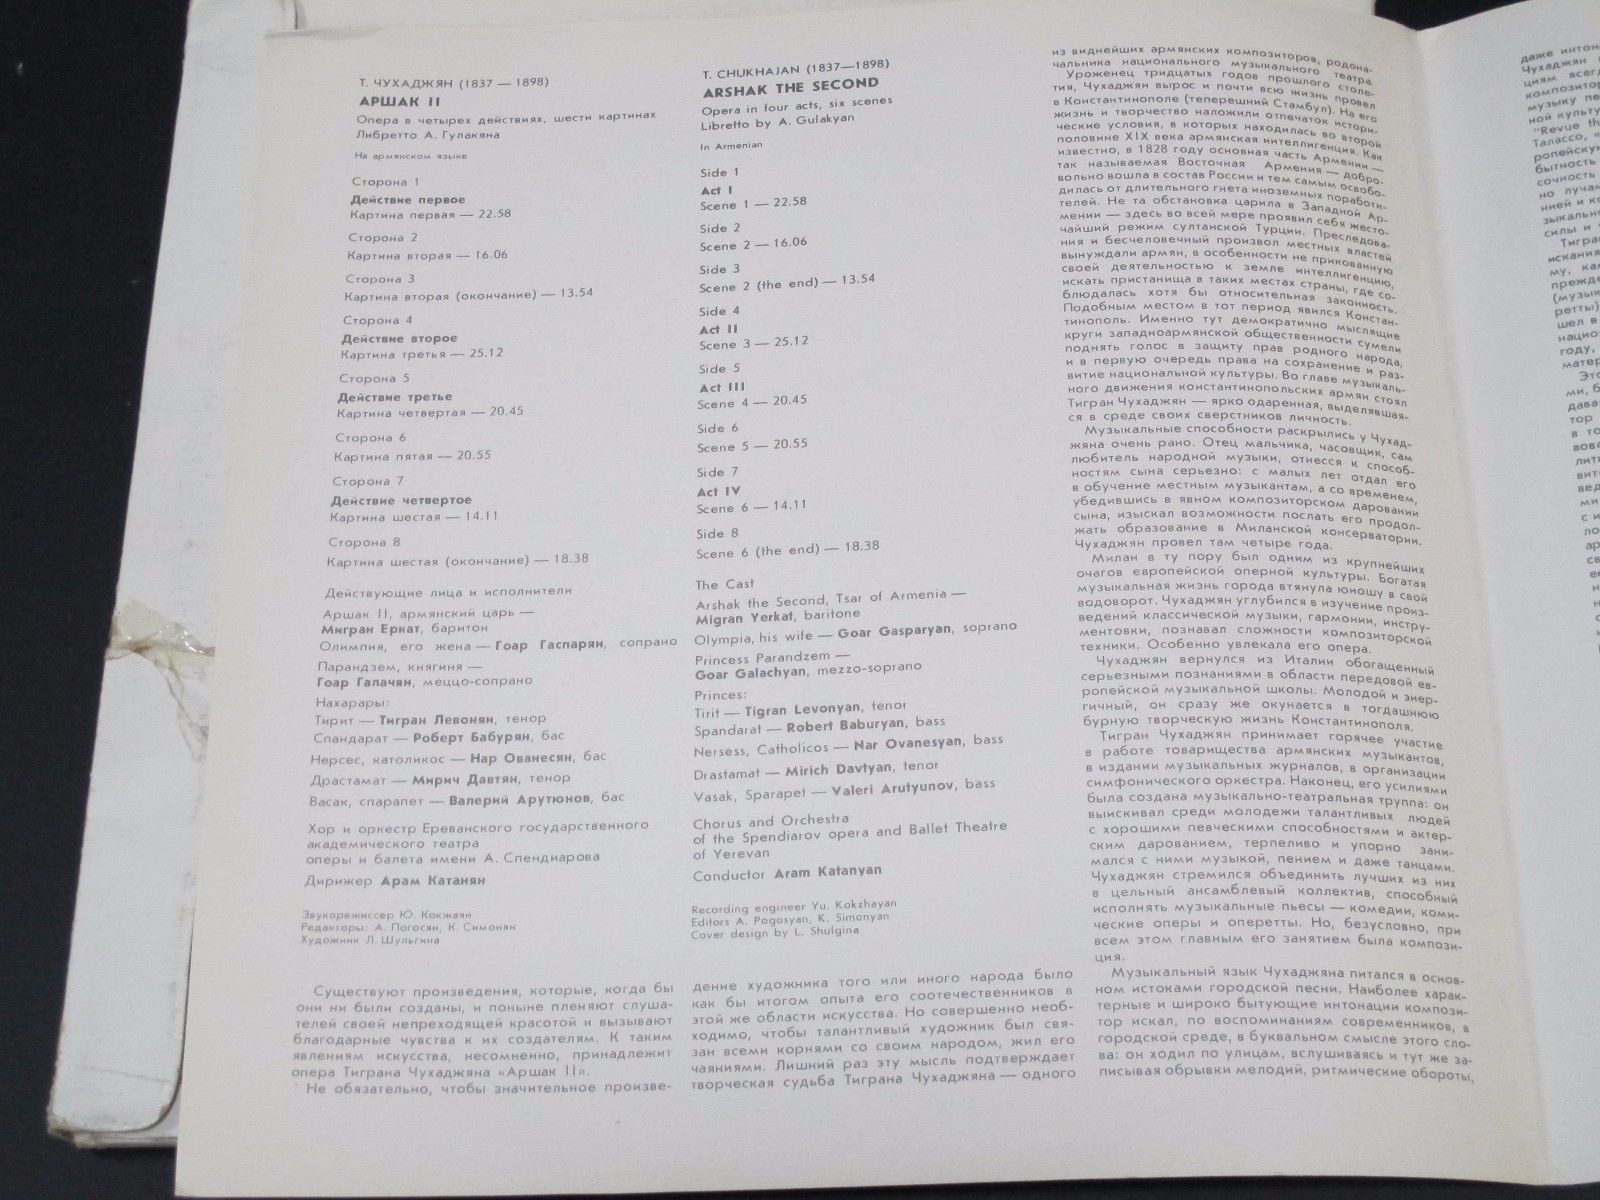 Т. ЧУХАДЖЯН (1837 — 1898)
АРШАК II
Опера в четырех действиях, шести картинах
Либретто А. Гулакяна
На армянском языке
Сторона 1
Действие первое
Картина первая — 22.58
Сторона 2
Картина вторая — 16.06
Сторона 3
Картина вторая (окончание) — 13.54
Сторона 4
Действие второе
Картина третья — 25.12
Сторона 5
Действие третье
Картина четвертая — 20.45
Сторона 6
Картина пятая — 20.55
Сторона 7
Действие четвертое
Картина шестая — 14.11
Сторона 8
Картина шестая (окончание) — 18.38
Действующие лица и исполнители
Аршак II, армянский царь —
Мигран Еркат, баритон
Олимпия, его жена — Гоар Гаспарян, сопрано
Парандзем, княгиня —
Гоар Галачян, меццо-сопрано
Нахарары:
Тирит — Тигран Левонян, тенор
Спандарат — Роберт Бабурян, бас
Нерсес, католикос — Нар Ованесян, бас
Драстамат — Мирич Давтян, тенор
Васак, спарапет — Валерий Арутюнов, бас
Хор и оркестр Ереванского государственного
академического театра
оперы и балета имени А. Спендиарова
Дирижер Арам Катанян
Звукорежиссер Ю. Кокжаян
Редакторы: А. Погосян, К. Симонян
Художник Л. Шульгина
T. CHUKHAJAN (1837—1898)
ARSHAK THE SECOND
Opera in four acts, six scenes
Libretto by A. Gulakyan
In Armenian
Side 1
Act I
Scene 1 — 22.58
Side 2
Scene 2 — 16.06
Side 3
Scene 2 (the end) — 13.54
Side 4
Act II
Scene 3 — 25.12
Side 5
Act III
Scene 4 — 20.45
Side 6
Scene 5 — 20.55
Side 7
Act IV
Scene 6 — 14.11
Side 8
Scene 6 (the end) — 18.38
The Cast
Arshak the Second, Tsar of Armenia —
Migran Yerkat, baritone
Olympia, his wife — Goar Gasparyan, soprano
Princess Parandzem —
Goar Galachyan, mezzo-soprano
Princes:
Tirit — Tigran Levonyan, tenor
Spandarat — Robert Baburyan, bass
Nersess, Catholicos — Nar Ovanesyan, bass
Drastamat — Mirich Davtyan, tenor
Vasak, Sparapet — Valeri Arutyunov, bass
Chorus and Orchestra
of the Spendiarov opera and Ballet Theatre
of Yerevan
Conductor Aram Katanyan
Recording engineer Yu. Kokzhayan
Editors A. Pogosyan, K. Simonyan
Cover design by L. Shulgina
Существуют произведения, которые, когда бы
они ни были созданы, и поныне пленяют слуша-
телей своей непреходящей красотой и вызывают
благодарные чувства к их создателям. К таким
явлениям искусства, несомненно, принадлежит
опера Тиграна Чухаджяна «Аршак II».
Не обязательно, чтобы значительное произве-
дение художника того или иного народа было
как бы итогом опыта его соотечественников в
этой же области искусства. Но совершенно необ-
ходимо, чтобы талантливый художник был свя-
зан всеми корнями со своим народом, жил его
чаяниями. Лишний раз эту мысль подтверждает
творческая судьба Тиграна Чухаджяна — одного
из виднейших армянских композиторов, родона-
чальника национального музыкального театра.
Уроженец тридцатых годов прошлого столе-
тия, Чухаджян вырос и почти всю жизнь провел
в Константинополе (теперешний Стамбул). На его
жизнь и творчество наложили отпечаток истори-
ческие условия, в которых находилась во второй
половине XIX века армянская интеллигенция. Как
известно, в 1828 году основная часть Армении —
так называемая Восточная Армения — добро-
вольно вошла в состав России и тем самым освобо-
дилась от длительного гнета иноземных поработи-
телей. Не та обстановка царила в Западной Ар-
мении — здесь во всей мере проявил себя жесто-
чайший режим султанской Турции. Преследова-
ния и бесчеловечный произвол местных властей
вынуждали армян, в особенности не прикованную
своей деятельностью к земле интеллигенцию,
искать пристанища в таких местах страны, где со-
блюдалась хотя бы относительная законность.
Подобным местом в тот период явился Констан-
тинополь. Именно тут демократично мыслящие
круги западноармянской общественности сумели
поднять голос в защиту прав родного народа,
и в первую очередь права на сохранение и раз-
витие национальной культуры. Во главе музыкаль-
ного движения константинопольских армян стоял
Тигран Чухаджян — ярко одаренная, выделявшая-
ся в среде своих сверстников личность.
Музыкальные способности раскрылись у Чухад-
жяна очень рано. Отец мальчика, часовщик, сам
любитель народной музыки, отнесся к способ-
ностям сына серьезно: с малых лет отдал его
в обучение местным музыкантам, а со временем,
убедившись в явном композиторском даровании
сына, изыскал возможности послать его продол-
жать образование в Миланской консерватории.
Чухаджян провел там четыре года.
Милан в ту пору был одним из крупнейших
очагов европейской оперной культуры. Богатая
музыкальная жизнь города втянула юношу в свой
водоворот. Чухаджян углубился в изучение произ-
ведений классической музыки, гармонии, инстру-
ментовки, познавал сложности композиторской
техники. Особенно увлекала его опера.
Чухаджян вернулся из Италии обогащенный
серьезными познаниями в области передовой ев-
ропейской музыкальной школы. Молодой и энер-
гичный, он сразу же окунается в тогдашнюю
бурную творческую жизнь Константинополя.
Тигран Чухаджян принимает горячее участие
в работе товарищества армянских музыкантов,
в издании музыкальных журналов, в организации
симфонического оркестра. Наконец, его усилиями
была создана музыкально-театральная труппа: он
выискивал среди молодежи талантливых людей
с хорошими певческими способностями и актер-
ским дарованием, терпеливо и упорно зани-
мался с ними музыкой, пением и даже танцами.
Чухаджян стремился объединить лучших из них
в цельный ансамблевый коллектив, способный
исполнять музыкальные пьесы — комедии, коми-
ческие оперы и оперетты. Но, безусловно, при
всем этом главным его занятием была компози-
ция.
Музыкальный язык Чухаджяна питался в основ-
ном истоками городской песни. Наиболее харак-
терные и широко бытующие интонации компози-
тор искал, по воспоминаниям современников, в
городской среде, в буквальном смысле этого сло-
ва: он ходил по улицам, вслушиваясь и тут же за-
писывая обрывки мелодий, ритмические обороты,